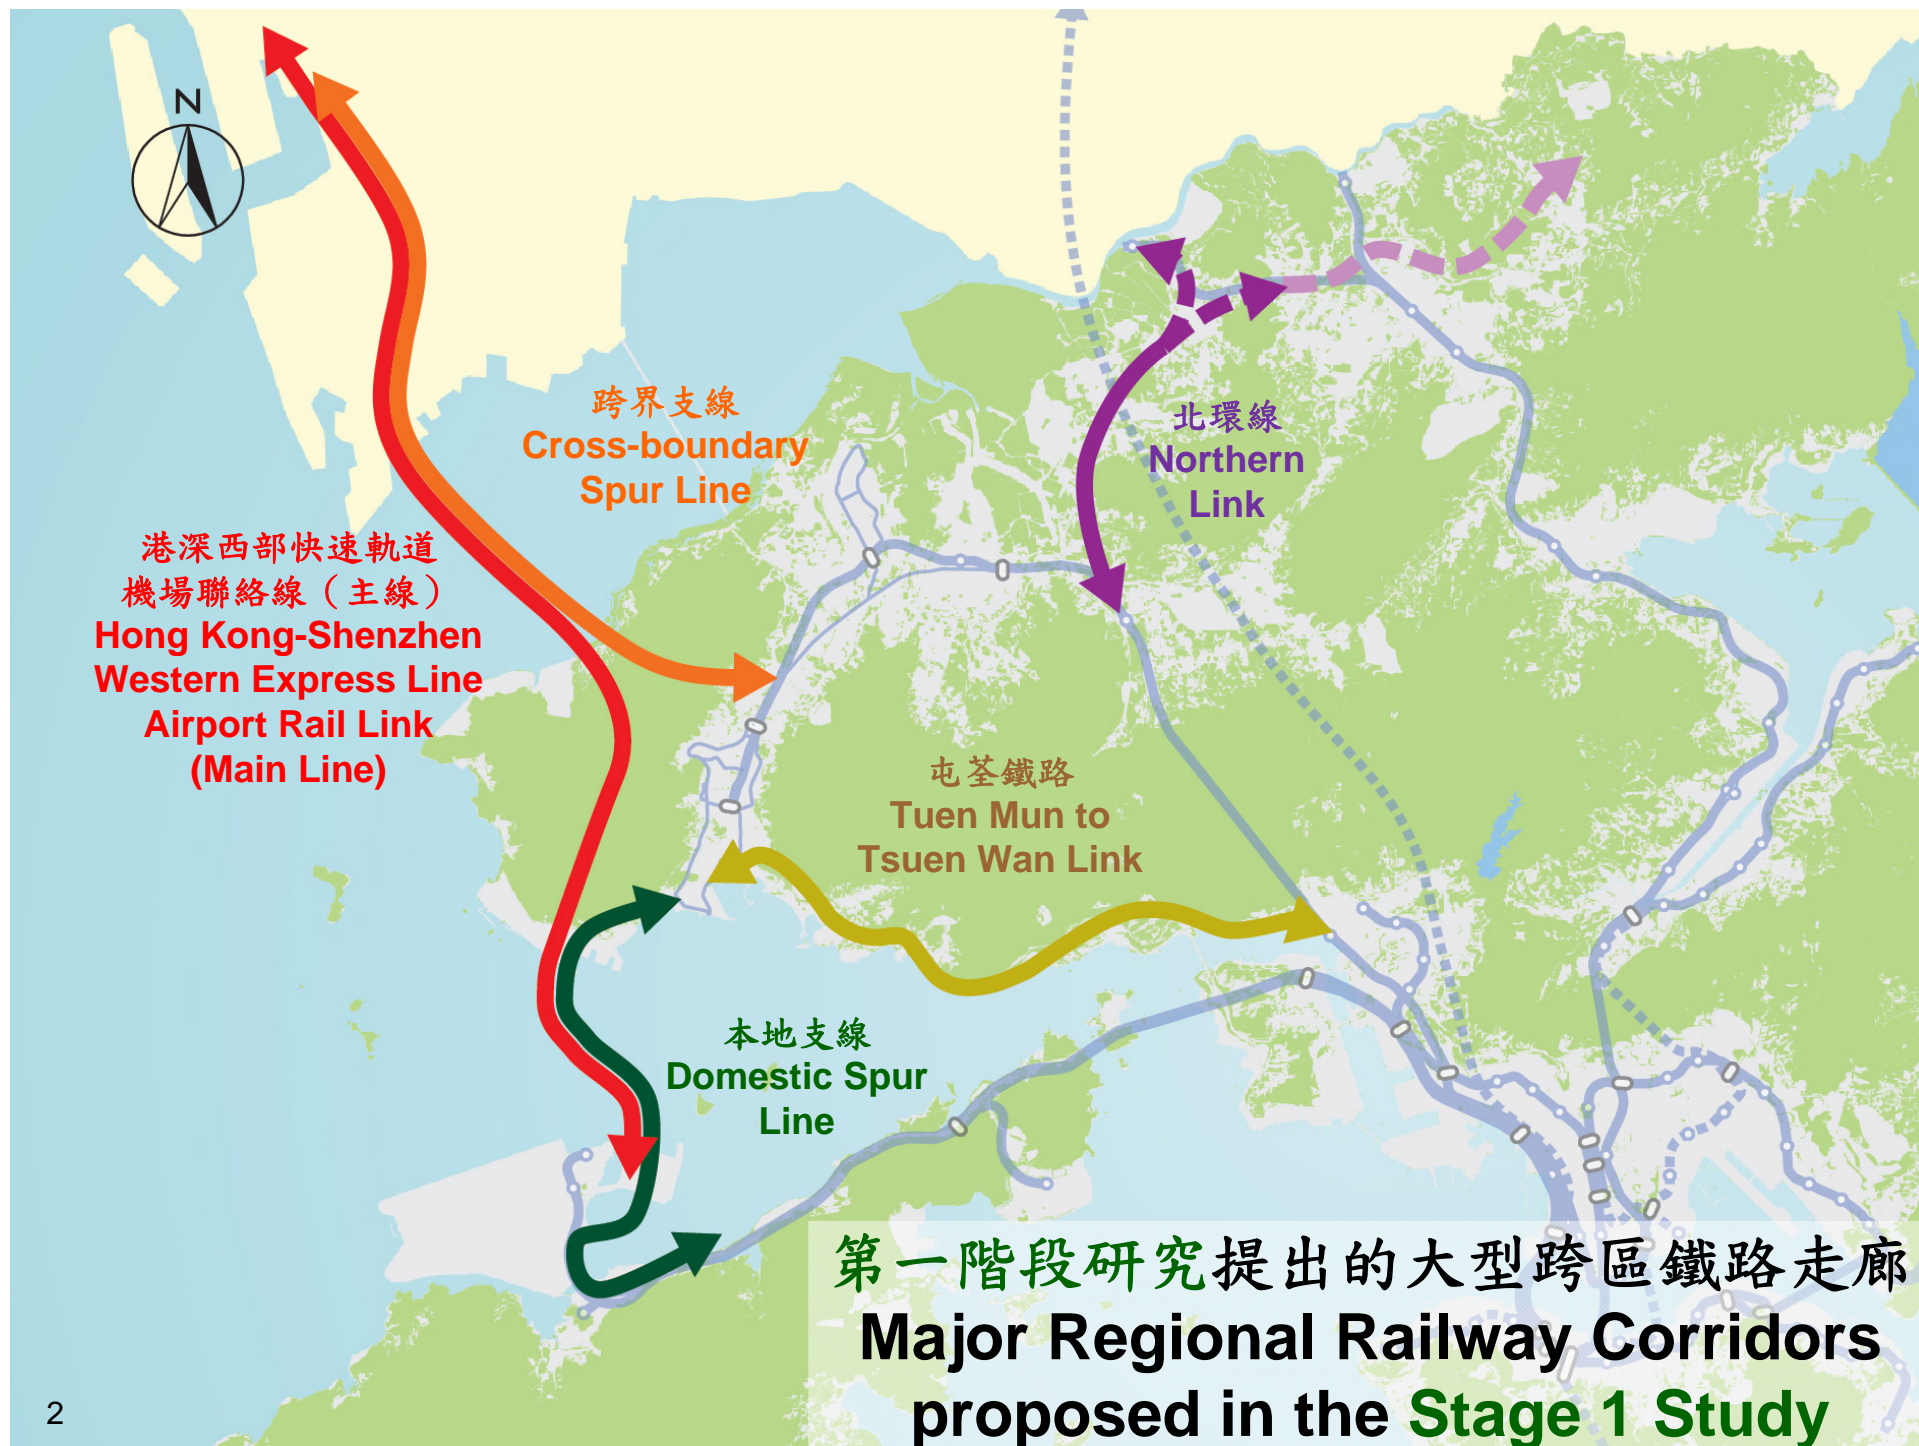 N
跨界支線
Cross-boundary
Spur Line
北環線
Northern
Link
港深西部快速軌道
機場聯絡線（主線）
Hong Kong-Shenzhen
Western Express Line
Airport Rail Link
(Main Line)
屯荃鐵路
Tuen Mun to
Tsuen Wan Link
本地支線
Domestic Spur
Line
第一階段研究提出的大型跨區鐵路走廊
Major Regional Railway Corridors
proposed in the Stage 1 Study
2